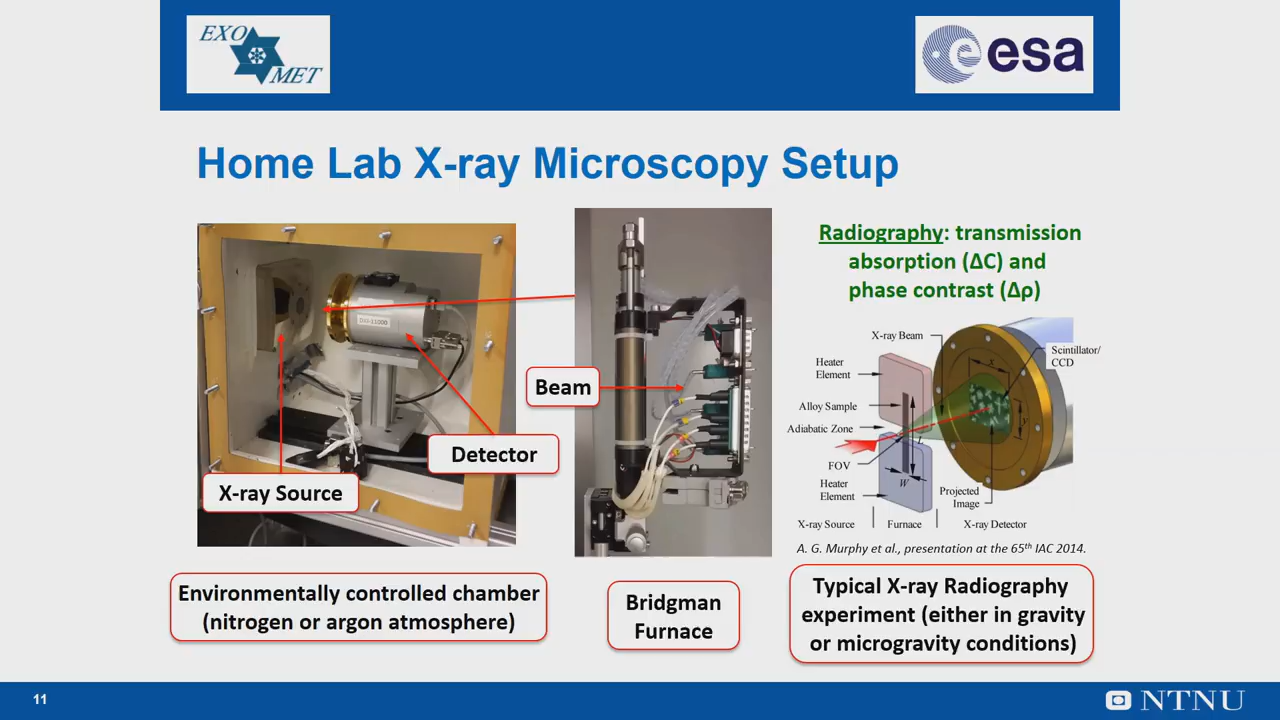 EXO
MET
esa
Home Lab X-ray Microscopy Setup
Radiography: transmission
absorption (ΔC) and
phase contrast (Δρ)
X-ray Beam
Scintillator/
CCD
Heater
Element
Alloy Sample
Adiabatic Zone
FOV
Heater
Element
x
y
t
W
Projected
Image
X-ray Source
Furnace
X-ray Detector
A. G. Murphy et al., presentation at the 65th IAC 2014.
Beam
Detector
X-ray Source
Environmentally controlled chamber
(nitrogen or argon atmosphere)
Bridgman
Furnace
Typical X-ray Radiography
experiment (either in gravity
or microgravity conditions)
11
NTNU